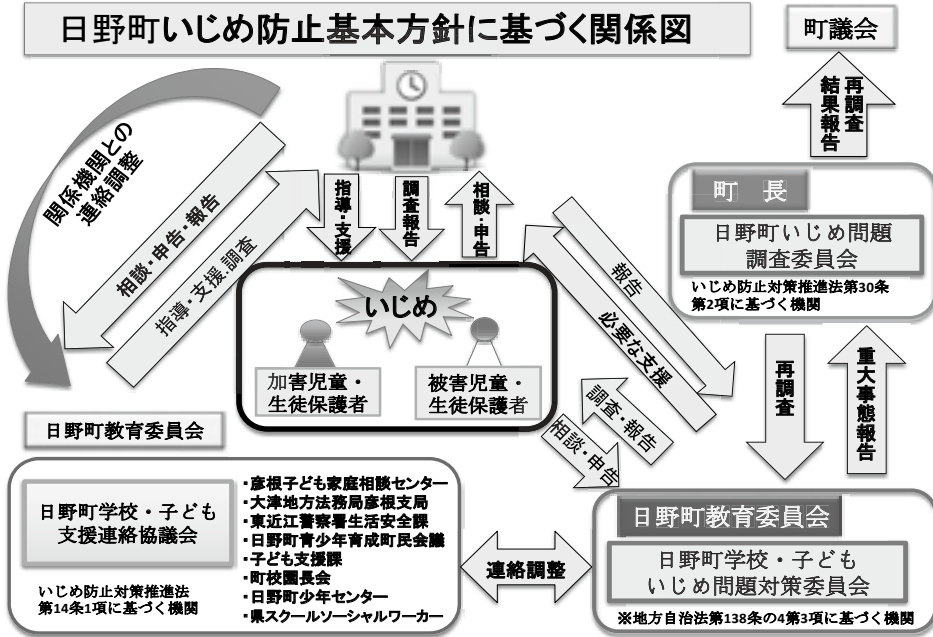 日野町いじめ防止基本方針に基づく関係図
町議会
再調査
結果報告
関係機関との
連絡調整
相談・申告・報告
指導・支援・調査
指導・支援
調査報告
相談・申告
町 長
日野町いじめ問題
調査委員会
いじめ防止対策推進法第30条
第2項に基づく機関
いじめ
加害児童・
生徒保護者
被害児童・
生徒保護者
報告
必要な支援
調査・報告
相談・申告
再調査
重大事態報告
日野町教育委員会
日野町学校・子ども
支援連絡協議会
いじめ防止対策推進法
第14条1項に基づく機関
・彦根子ども家庭相談センター
・大津地方法務局彦根支局
・東近江警察署生活安全課
・日野町青少年育成町民会議
・子ども支援課
・町校園長会
・日野町少年センター
・県スクールソーシャルワーカー
連絡調整
日野町教育委員会
日野町学校・子ども
いじめ問題対策委員会
※地方自治法第138条の4第3項に基づく機関